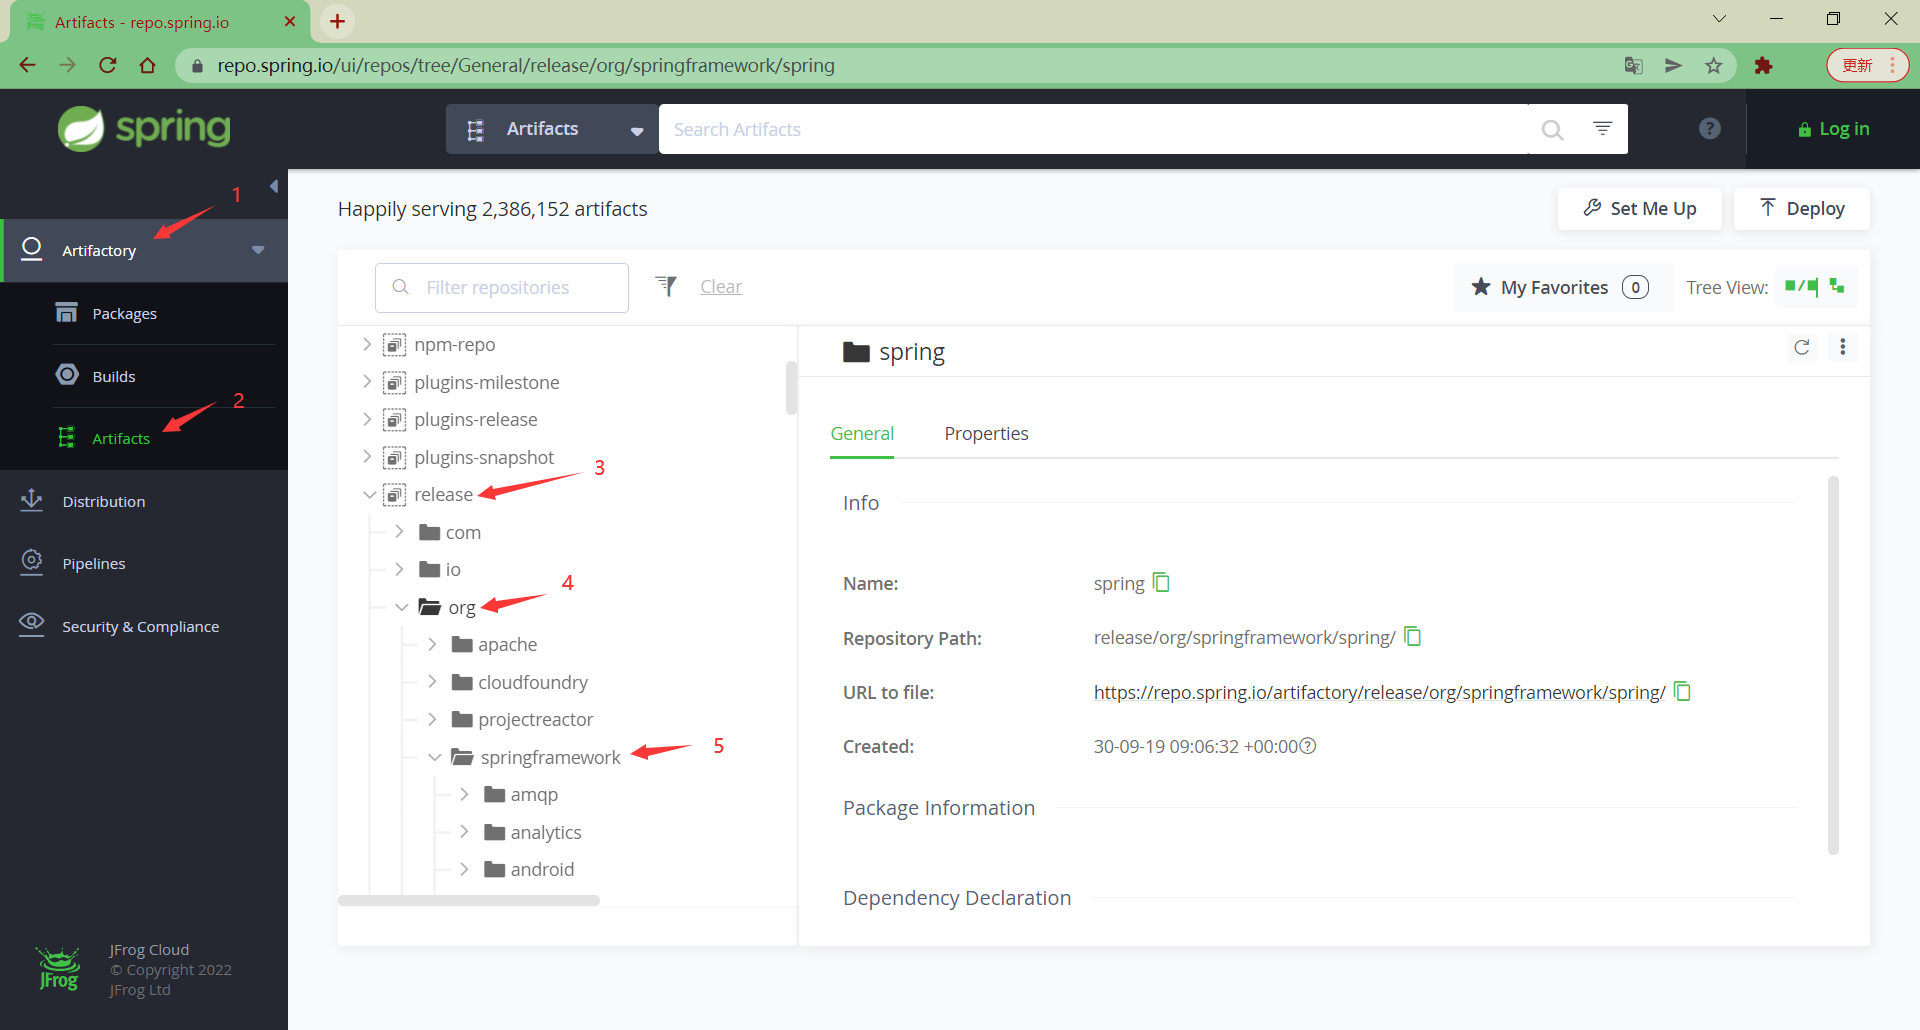 Artifacts - repo.spring.io
repo.spring.io/ui/repos/tree/General/release/org/springframework/spring
更新
spring
Artifacts
Search Artifacts
Log in
1
Artifactory
Packages
Builds
2
Artifacts
Distribution
Pipelines
Security & Compliance
JFrog
JFrog Cloud
© Copyright 2022
JFrog Ltd
Happily serving 2,386,152 artifacts
Set Me Up
Deploy
Filter repositories
Clear
My Favorites 0
Tree View:
npm-repo
plugins-milestone
plugins-release
plugins-snapshot
release
3
com
io
org
4
apache
cloudfoundry
projectreactor
springframework
5
amqp
analytics
android
spring
General
Properties
Info
Name:
spring
Repository Path:
release/org/springframework/spring/
URL to file:
https://repo.spring.io/artifactory/release/org/springframework/spring/
Created:
30-09-19 09:06:32 +00:00
Package Information
Dependency Declaration